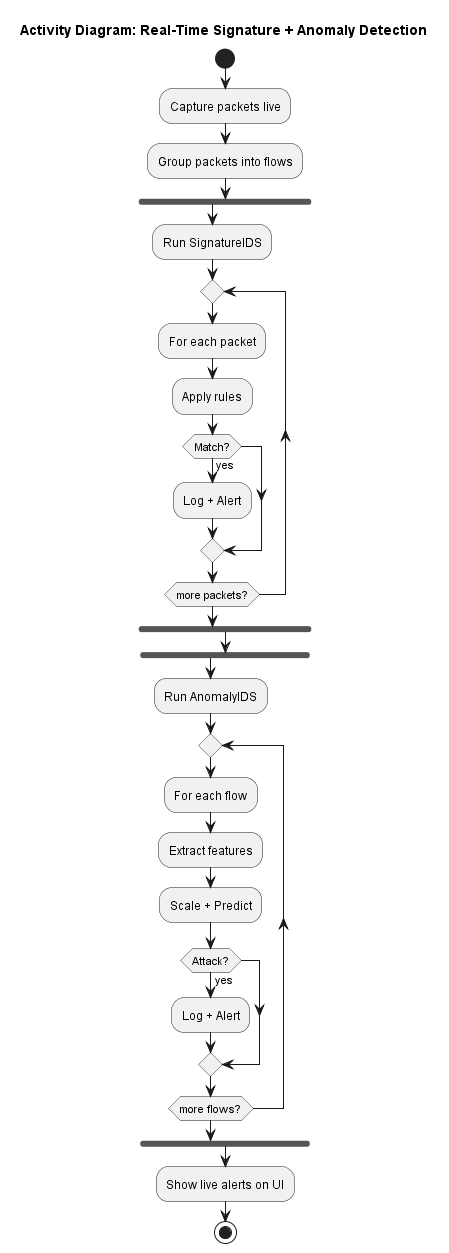 Activity Diagram: Real-Time Signature + Anomaly Detection
Capture packets live
Group packets into flows
Run SignatureIDS
For each packet
Apply rules
Match?
yes
Log + Alert
more packets?
Run AnomalyIDS
For each flow
Extract features
Scale + Predict
Attack?
yes
Log + Alert
more flows?
Show live alerts on UI